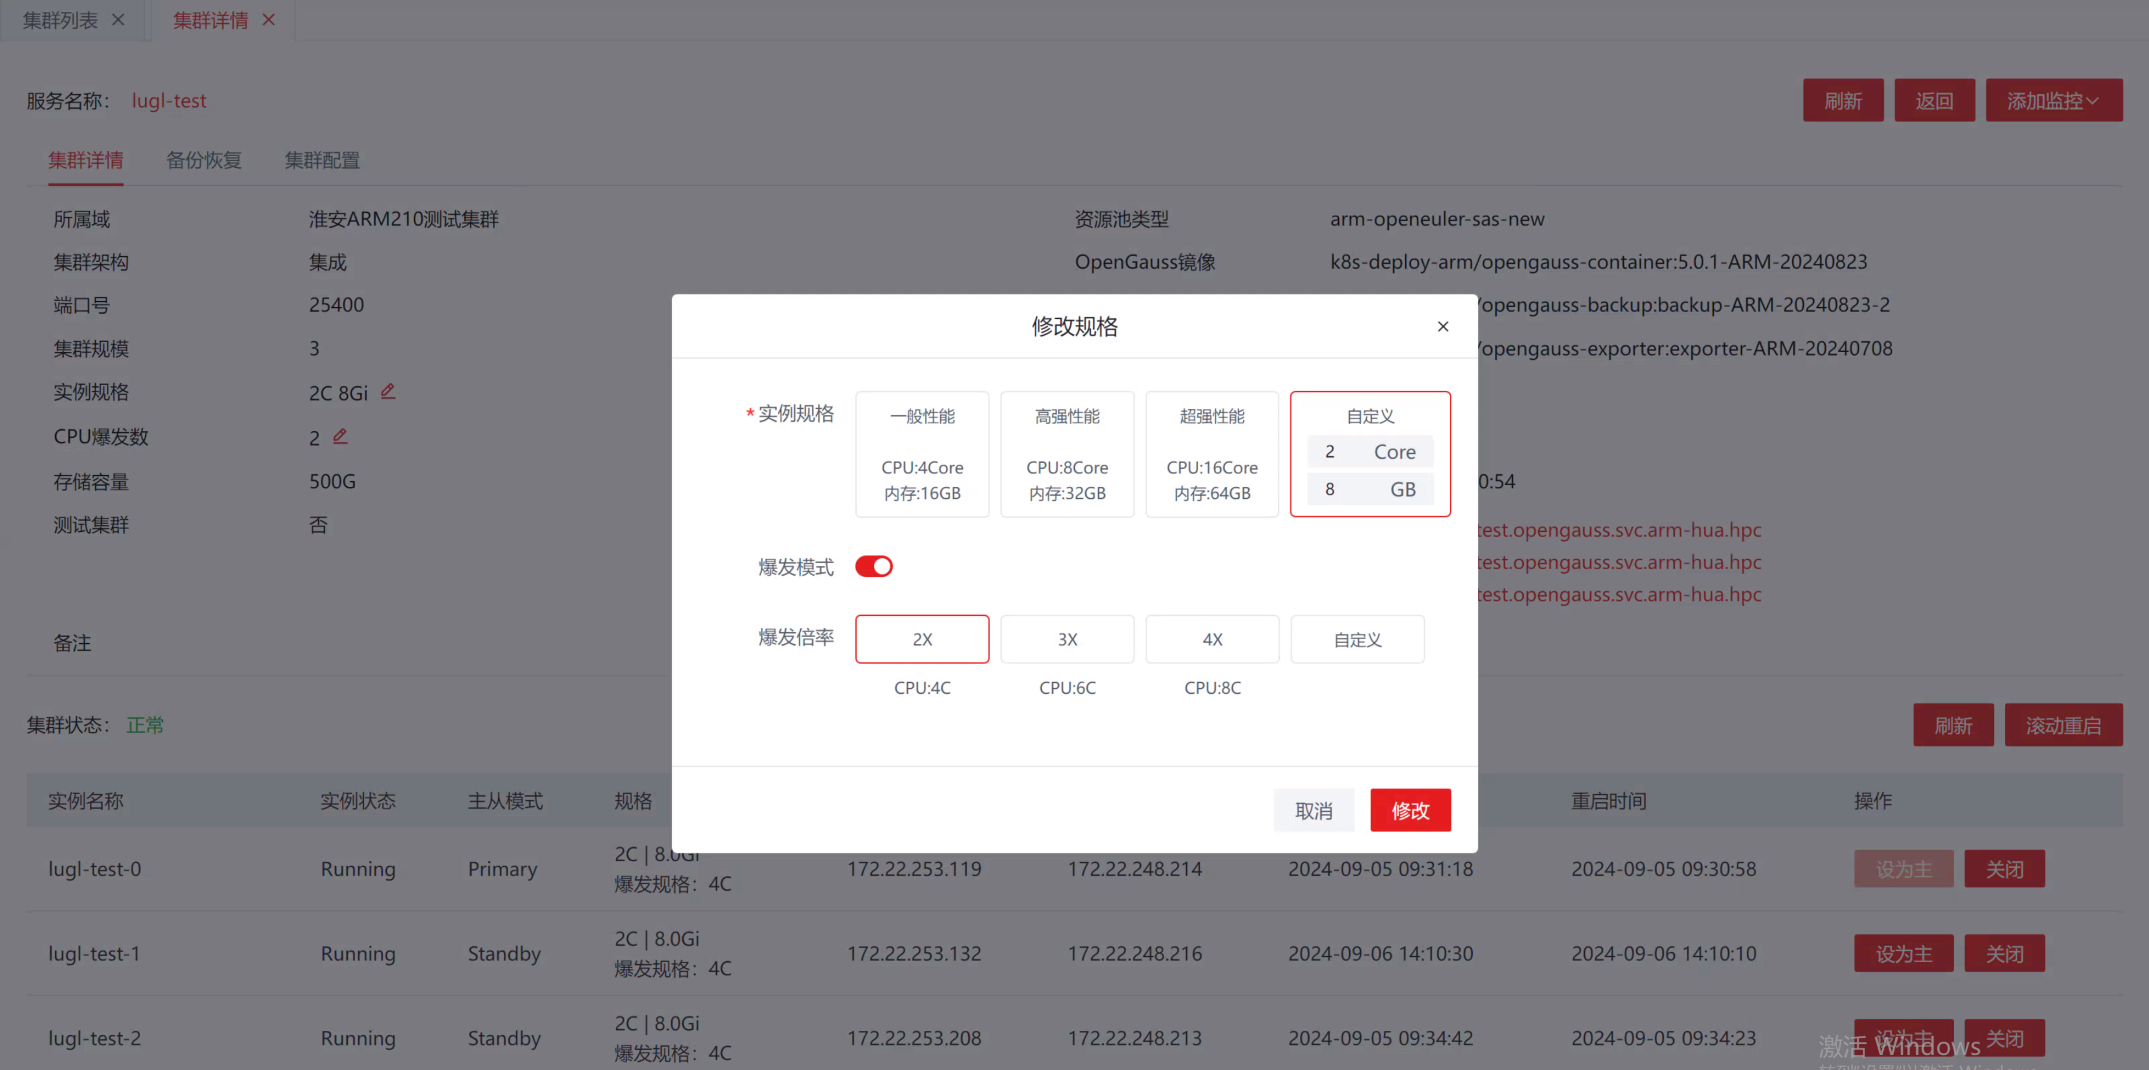 集群列表 ×
集群详情 ×
服务名称： lugl-test
刷新
返回
添加监控
集群详情
备份恢复
集群配置
所属域 淮安ARM210测试集群
资源池类型 arm-openeuler-sas-new
集群架构 集成
OpenGauss镜像 k8s-deploy-arm/opengauss-container:5.0.1-ARM-20240823
端口号 25400
/opengauss-backup:backup-ARM-20240823-2
集群规模 3
/opengauss-exporter:exporter-ARM-20240708
实例规格 2C 8Gi
CPU爆发数 2
存储容量 500G
0:54
测试集群 否
test.opengauss.svc.arm-hua.hpc
test.opengauss.svc.arm-hua.hpc
test.opengauss.svc.arm-hua.hpc
备注
修改规格 ×
* 实例规格
一般性能
CPU:4Core
内存:16GB
高强性能
CPU:8Core
内存:32GB
超强性能
CPU:16Core
内存:64GB
自定义
2 Core
8 GB
爆发模式
爆发倍率
2X 3X 4X 自定义
CPU:4C CPU:6C CPU:8C
取消
修改
集群状态： 正常
刷新
滚动重启
实例名称 实例状态 主从模式 规格 重启时间 操作
lugl-test-0 Running Primary
2C | 8.0Gi
爆发规格：4C
172.22.253.119 172.22.248.214 2024-09-05 09:31:18 2024-09-05 09:30:58 设为主 关闭
lugl-test-1 Running Standby
2C | 8.0Gi
爆发规格：4C
172.22.253.132 172.22.248.216 2024-09-06 14:10:30 2024-09-06 14:10:10 设为主 关闭
lugl-test-2 Running Standby
2C | 8.0Gi
爆发规格：4C
172.22.253.208 172.22.248.213 2024-09-05 09:34:42 2024-09-05 09:34:23 设为主 关闭
激活 Windows